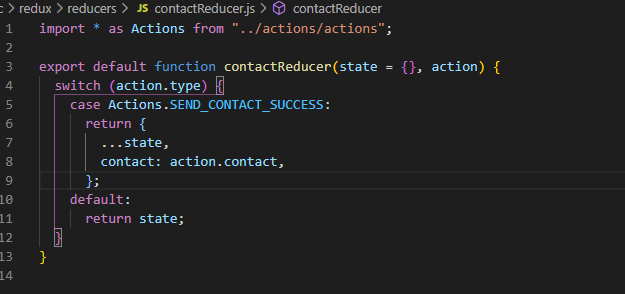 c > redux > reducers > JS contactReducer.js > contactReducer
1 import * as Actions from "../actions/actions";
2
3 export default function contactReducer(state = {}, action) {
4   switch (action.type) {
5     case Actions.SEND_CONTACT_SUCCESS:
6       return {
7         ...state,
8         contact: action.contact,
9       };
10     default:
11       return state;
12   }
13 }
14